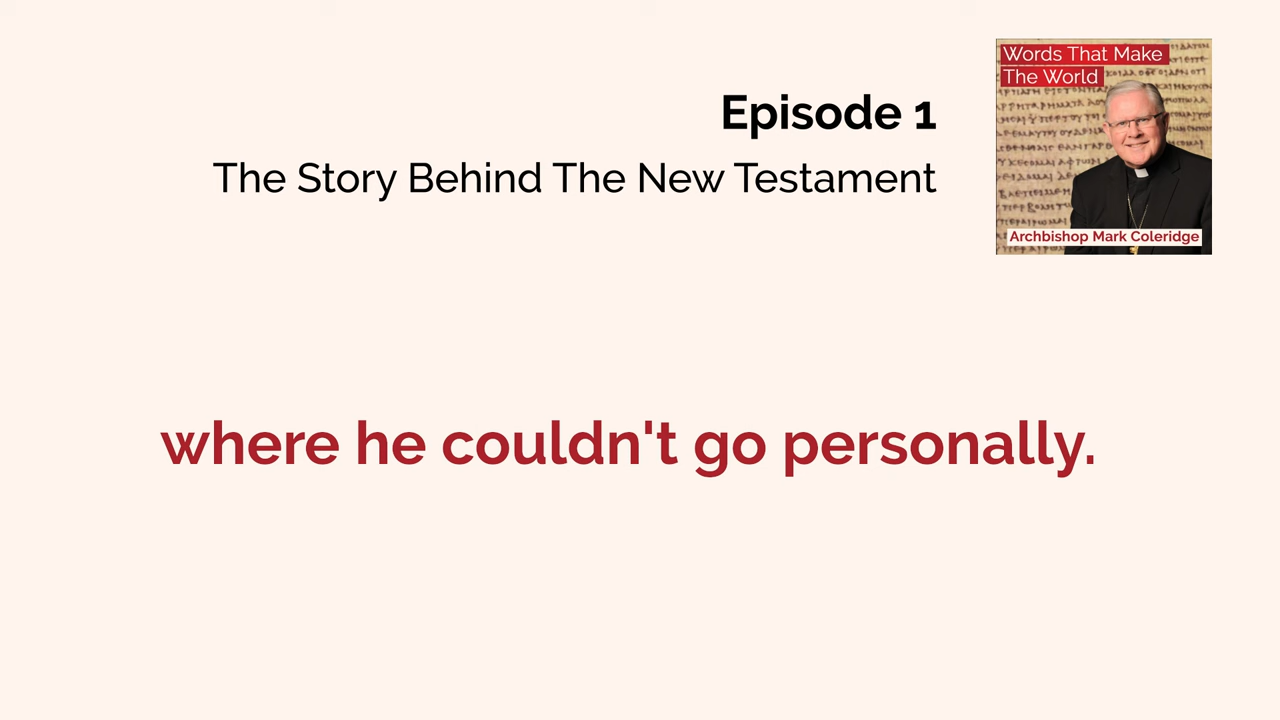 Episode 1
The Story Behind The New Testament
Words That Make
The World
Archbishop Mark Coleridge
where he couldn't go personally.